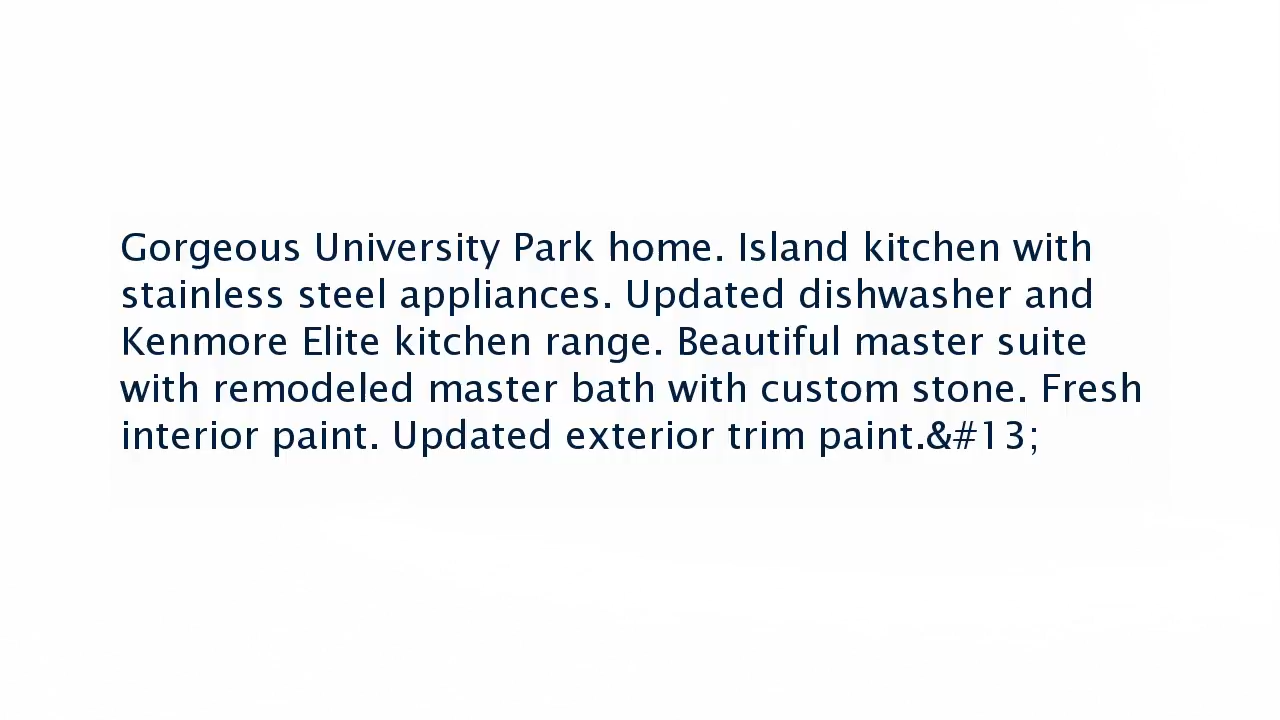 Gorgeous University Park home. Island kitchen with
stainless steel appliances. Updated dishwasher and
Kenmore Elite kitchen range. Beautiful master suite
with remodeled master bath with custom stone. Fresh
interior paint. Updated exterior trim paint.&#13;